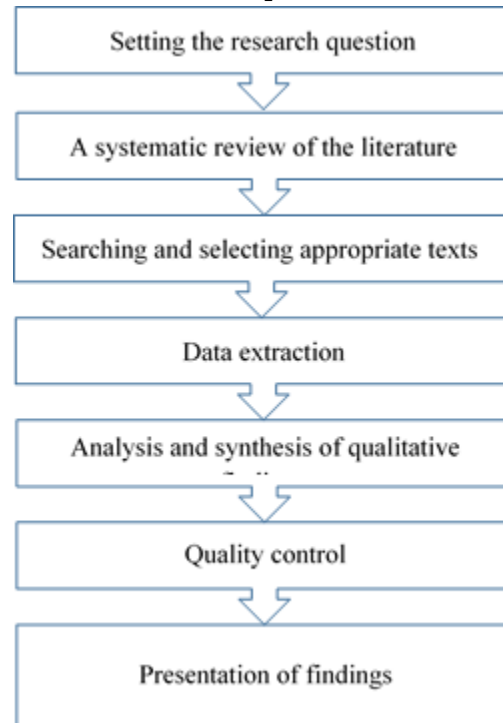 Setting the research question
A systematic review of the literature
Searching and selecting appropriate texts
Data extraction
Analysis and synthesis of qualitative
Quality control
Presentation of findings